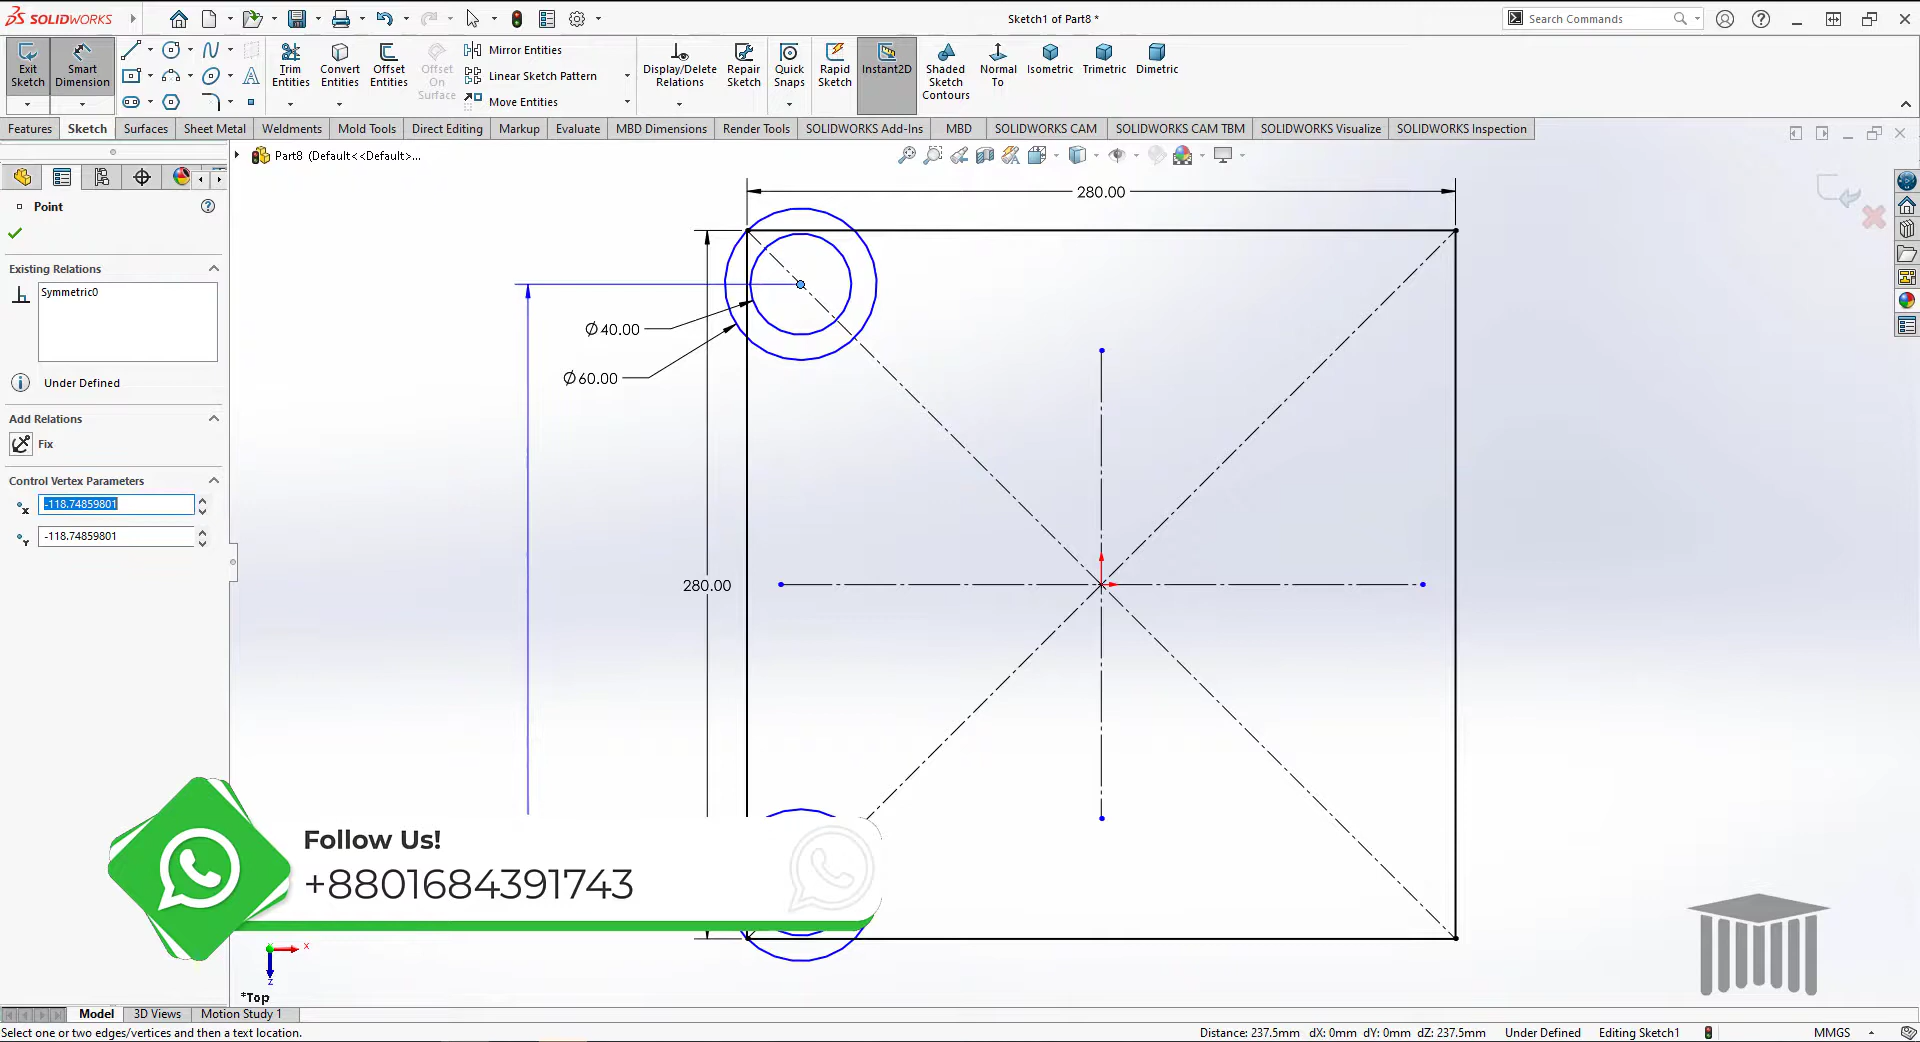 SOLIDWORKS
Sketch1 of Part8 *
Search Commands
Exit Sketch
Smart Dimension
Trim Entities
Convert Entities
Offset Entities
Offset On Surface
Mirror Entities
Linear Sketch Pattern
Move Entities
Display/Delete Relations
Repair Sketch
Quick Snaps
Rapid Sketch
Instant2D
Shaded Sketch Contours
Normal To
Isometric
Trimetric
Dimetric
Features
Sketch
Surfaces
Sheet Metal
Weldments
Mold Tools
Direct Editing
Markup
Evaluate
MBD Dimensions
Render Tools
SOLIDWORKS Add-Ins
MBD
SOLIDWORKS CAM
SOLIDWORKS CAM TBM
SOLIDWORKS Visualize
SOLIDWORKS Inspection
Part8 (Default<<Default>...
Point
Existing Relations
Symmetric0
Under Defined
Add Relations
Fix
Control Vertex Parameters
-118.74859801
-118.74859801
280.00
Ø40.00
Ø60.00
280.00
Follow Us!
+8801684391743
X
Z
*Top
Model
3D Views
Motion Study 1
Select one or two edges/vertices and then a text location.
Distance: 237.5mm dX: 0mm dY: 0mm dZ: 237.5mm
Under Defined
Editing Sketch1
MMGS